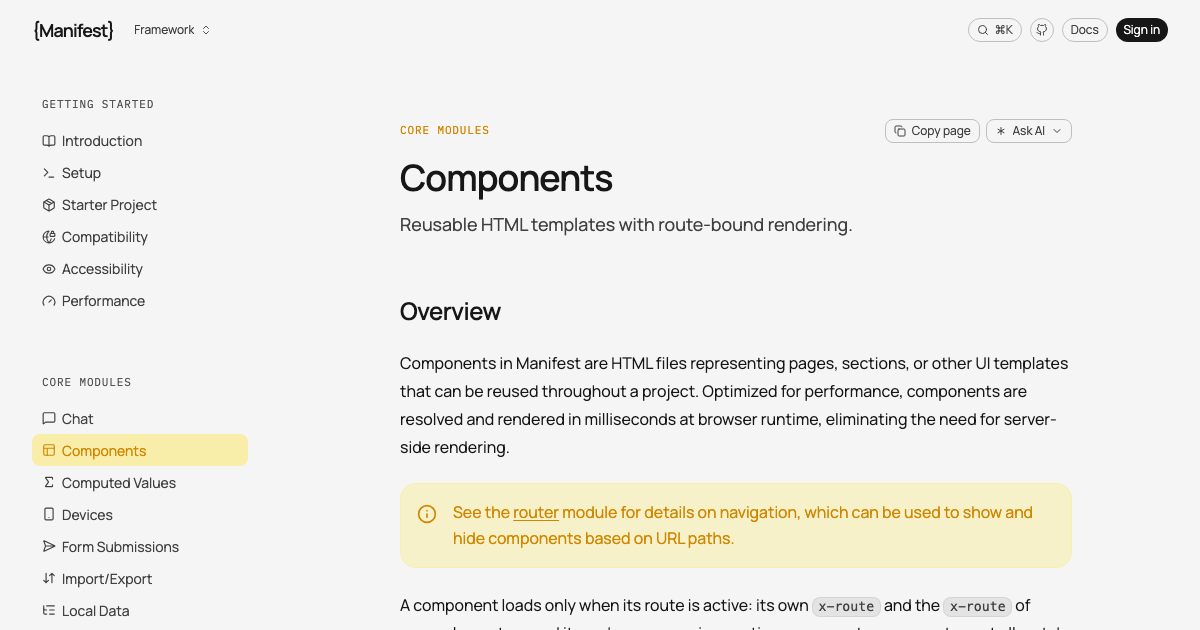 {Manifest}
Framework
⌘K
Docs
Sign in
GETTING STARTED
Introduction
Setup
Starter Project
Compatibility
Accessibility
Performance
CORE MODULES
Chat
Components
Computed Values
Devices
Form Submissions
Import/Export
Local Data
CORE MODULES
Copy page
Ask AI
Components
Reusable HTML templates with route-bound rendering.
Overview
Components in Manifest are HTML files representing pages, sections, or other UI templates
that can be reused throughout a project. Optimized for performance, components are
resolved and rendered in milliseconds at browser runtime, eliminating the need for server-
side rendering.
See the router module for details on navigation, which can be used to show and
hide components based on URL paths.
A component loads only when its route is active: its own x-route and the x-route of